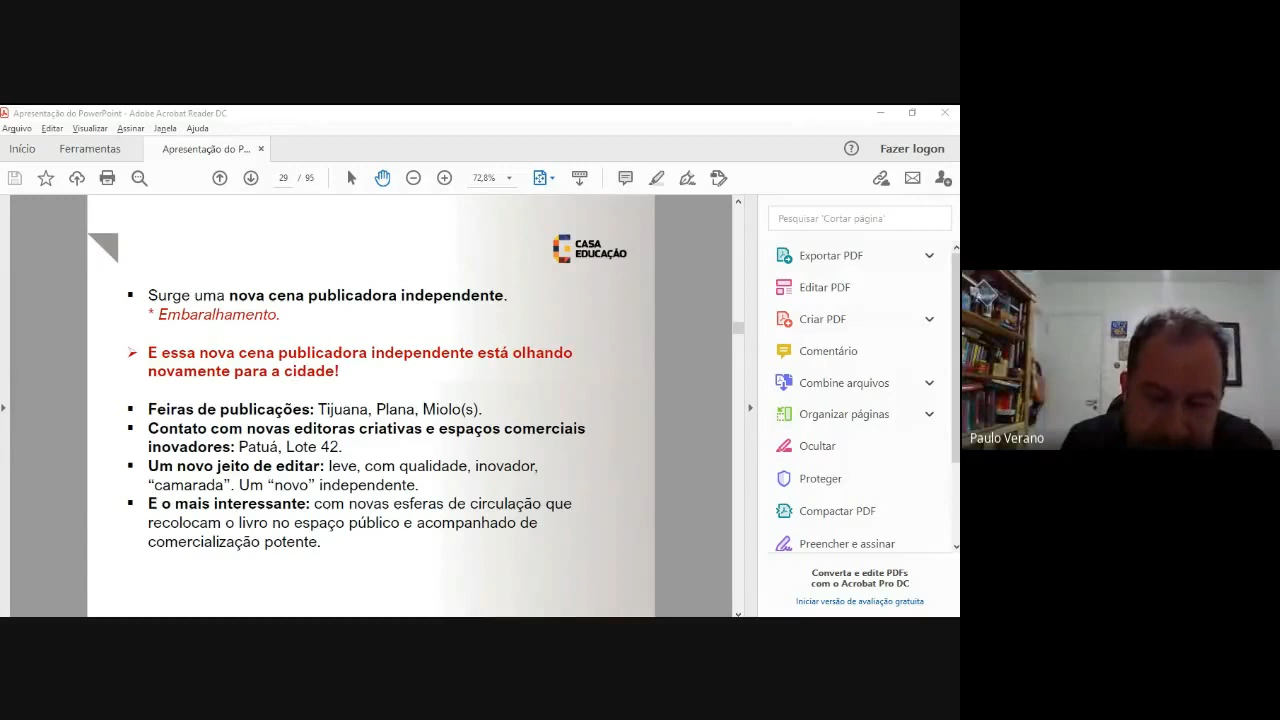 Apresentação do PowerPoint - Adobe Acrobat Reader DC
Arquivo Editar Visualizar Assinar Janela Ajuda
Início Ferramentas Apresentação do P... × Fazer logon
29 / 95 72,8%
CASA
EDUCAÇÃO
▪ Surge uma nova cena publicadora independente.
* Embaralhamento.
➢ E essa nova cena publicadora independente está olhando
novamente para a cidade!
▪ Feiras de publicações: Tijuana, Plana, Miolo(s).
▪ Contato com novas editoras criativas e espaços comerciais
inovadores: Patuá, Lote 42.
▪ Um novo jeito de editar: leve, com qualidade, inovador,
“camarada”. Um “novo” independente.
▪ E o mais interessante: com novas esferas de circulação que
recolocam o livro no espaço público e acompanhado de
comercialização potente.
Pesquisar 'Cortar página'
Exportar PDF
Editar PDF
Criar PDF
Comentário
Combine arquivos
Organizar páginas
Ocultar
Proteger
Compactar PDF
Preencher e assinar
Converta e edite PDFs
com o Acrobat Pro DC
Iniciar versão de avaliação gratuita
Paulo Verano